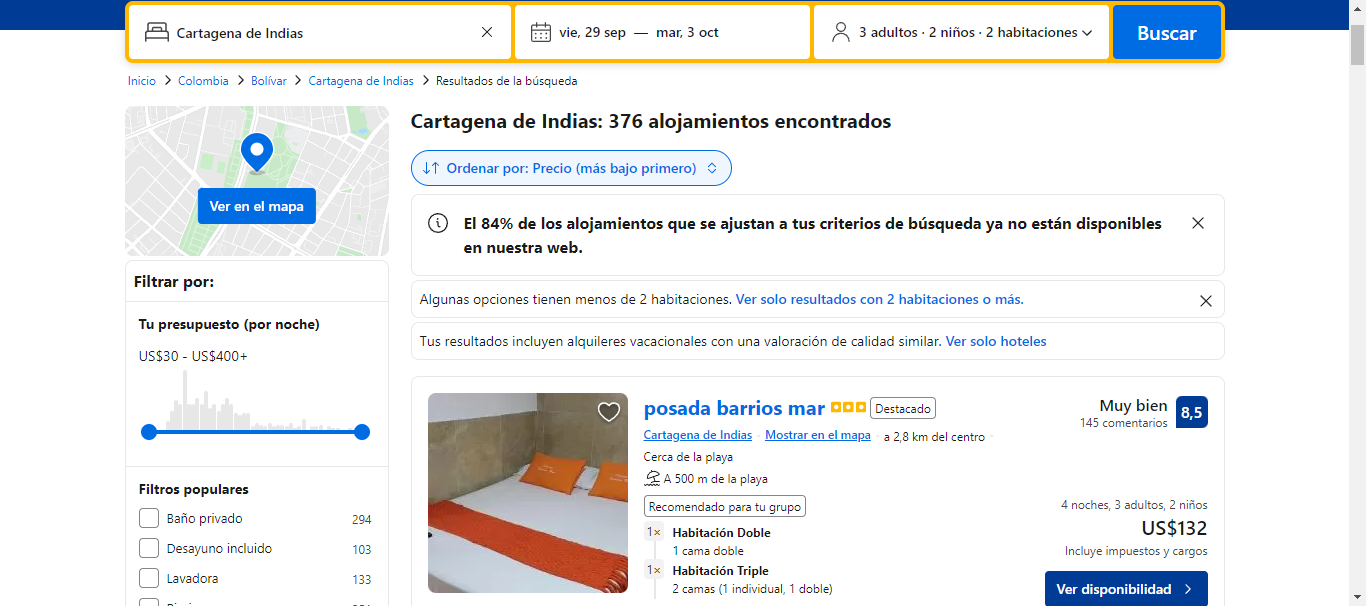 Cartagena de Indias
vie, 29 sep — mar, 3 oct
3 adultos · 2 niños · 2 habitaciones
Buscar
Inicio > Colombia > Bolívar > Cartagena de Indias > Resultados de la búsqueda
Ver en el mapa
Filtrar por:
Tu presupuesto (por noche)
US$30 - US$400+
Filtros populares
Baño privado 294
Desayuno incluido 103
Lavadora 133
Cartagena de Indias: 376 alojamientos encontrados
Ordenar por: Precio (más bajo primero)
El 84% de los alojamientos que se ajustan a tus criterios de búsqueda ya no están disponibles
en nuestra web.
Algunas opciones tienen menos de 2 habitaciones. Ver solo resultados con 2 habitaciones o más.
Tus resultados incluyen alquileres vacacionales con una valoración de calidad similar. Ver solo hoteles
posada barrios mar Destacado
Cartagena de Indias · Mostrar en el mapa · a 2,8 km del centro ·
Cerca de la playa
A 500 m de la playa
Recomendado para tu grupo
1× Habitación Doble
1 cama doble
1× Habitación Triple
2 camas (1 individual, 1 doble)
Muy bien 8,5
145 comentarios
4 noches, 3 adultos, 2 niños
US$132
Incluye impuestos y cargos
Ver disponibilidad